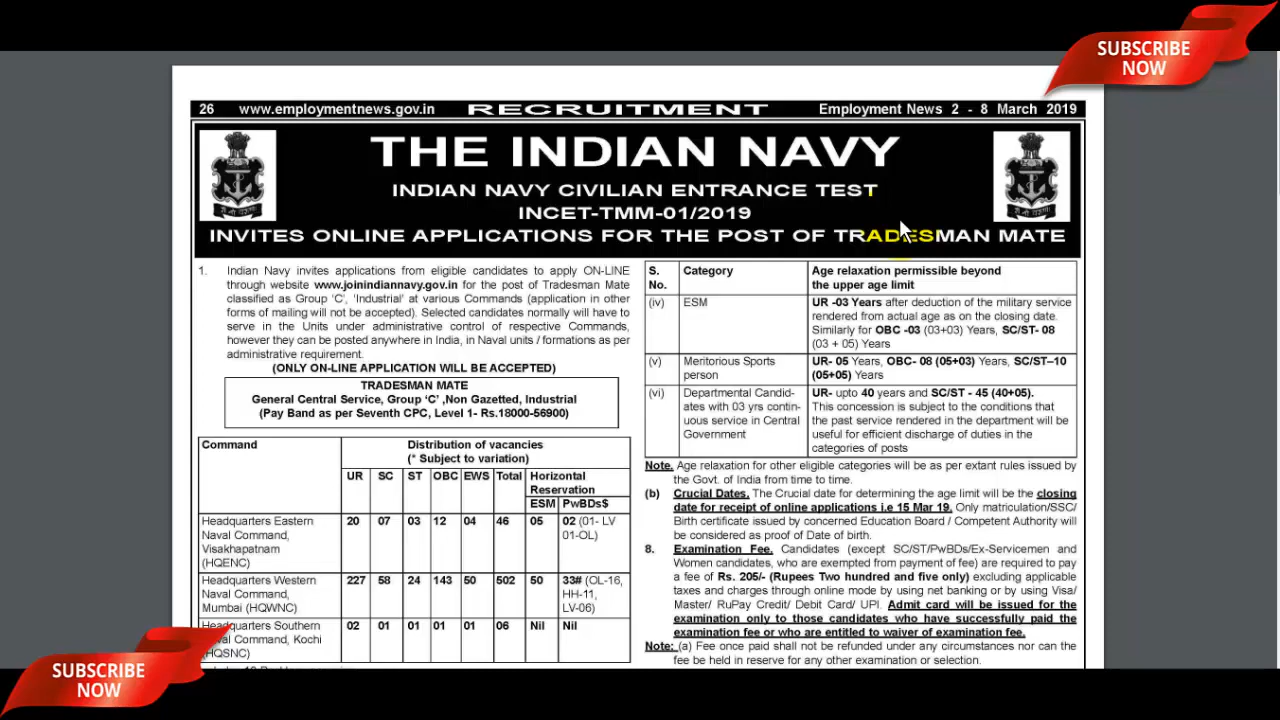 SUBSCRIBE
NOW
26 www.employmentnews.gov.in RECRUITMENT Employment News 2 - 8 March 2019
THE INDIAN NAVY
INDIAN NAVY CIVILIAN ENTRANCE TEST
INCET-TMM-01/2019
INVITES ONLINE APPLICATIONS FOR THE POST OF TRADESMAN MATE
1. Indian Navy invites applications from eligible candidates to apply ON-LINE
through website www.joinindiannavy.gov.in for the post of Tradesman Mate
classified as Group ‘C’, ‘Industrial’ at various Commands (application in other
forms of mailing will not be accepted). Selected candidates normally will have to
serve in the Units under administrative control of respective Commands,
however they can be posted anywhere in India, in Naval units / formations as per
administrative requirement.
(ONLY ON-LINE APPLICATION WILL BE ACCEPTED)
TRADESMAN MATE
General Central Service, Group ‘C’ ,Non Gazetted, Industrial
(Pay Band as per Seventh CPC, Level 1- Rs.18000-56900)
Command Distribution of vacancies
(* Subject to variation)
UR SC ST OBC EWS Total Horizontal
Reservation
ESM PwBDs$
Headquarters Eastern 20 07 03 12 04 46 05 02 (01- LV
Naval Command, 01-OL)
Visakhapatnam
(HQENC)
Headquarters Western 227 58 24 143 50 502 50 33# (OL-16,
Naval Command, HH-11,
Mumbai (HQWNC) LV-06)
Headquarters Southern 02 01 01 01 01 06 Nil Nil
Naval Command, Kochi
(HQSNC)
S. Category Age relaxation permissible beyond
No. the upper age limit
(iv) ESM UR -03 Years after deduction of the military service
rendered from actual age as on the closing date.
Similarly for OBC -03 (03+03) Years, SC/ST- 08
(03 + 05) Years
(v) Meritorious Sports UR- 05 Years, OBC- 08 (05+03) Years, SC/ST–10
person (05+05) Years
(vi) Departmental Candid- UR- upto 40 years and SC/ST - 45 (40+05).
ates with 03 yrs contin- This concession is subject to the conditions that
uous service in Central the past service rendered in the department will be
Government useful for efficient discharge of duties in the
categories of posts
Note. Age relaxation for other eligible categories will be as per extant rules issued by
the Govt. of India from time to time.
(b) Crucial Dates. The Crucial date for determining the age limit will be the closing
date for receipt of online applications i.e 15 Mar 19. Only matriculation/SSC/
Birth certificate issued by concerned Education Board / Competent Authority will
be considered as proof of Date of birth.
8. Examination Fee. Candidates (except SC/ST/PwBDs/Ex-Servicemen and
Women candidates, who are exempted from payment of fee) are required to pay
a fee of Rs. 205/- (Rupees Two hundred and five only) excluding applicable
taxes and charges through online mode by using net banking or by using Visa/
Master/ RuPay Credit/ Debit Card/ UPI. Admit card will be issued for the
examination only to those candidates who have successfully paid the
examination fee or who are entitled to waiver of examination fee.
Note: (a) Fee once paid shall not be refunded under any circumstances nor can the
fee be held in reserve for any other examination or selection.
SUBSCRIBE
NOW